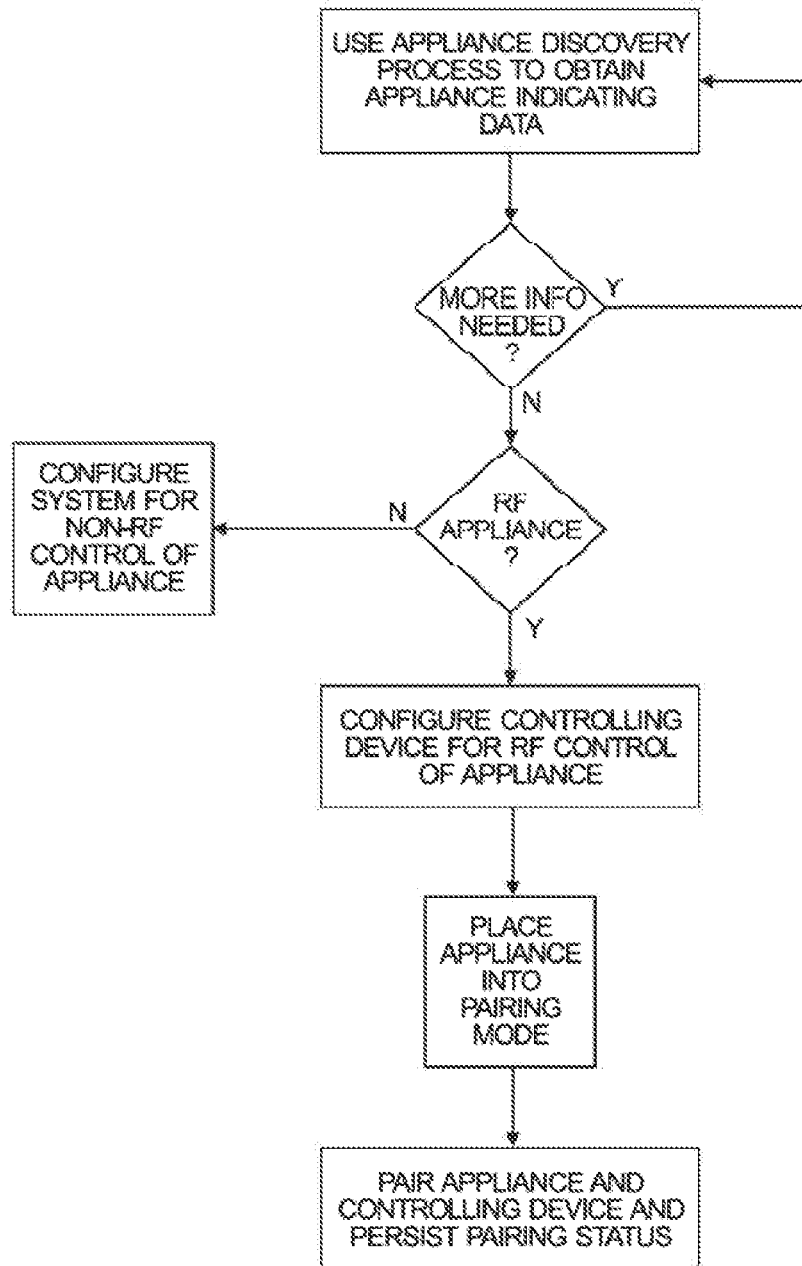 USE APPLIANCE DISCOVERY
PROCESS TO OBTAIN
APPLIANCE INDICATING
DATA
MORE INFO
NEEDED
?
Y
N
RF
APPLIANCE
?
N
CONFIGURE
SYSTEM FOR
NON-RF
CONTROL OF
APPLIANCE
Y
CONFIGURE CONTROLLING
DEVICE FOR RF CONTROL
OF APPLIANCE
PLACE
APPLIANCE
INTO
PAIRING
MODE
PAIR APPLIANCE AND
CONTROLLING DEVICE AND
PERSIST PAIRING STATUS